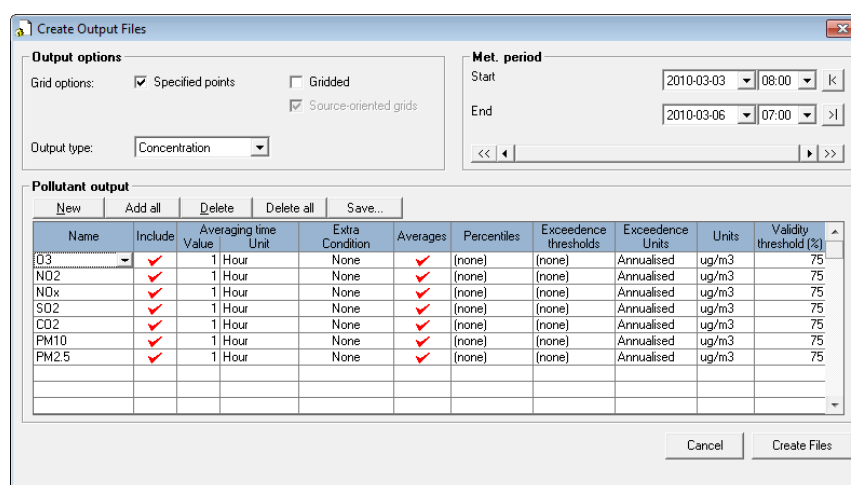 Create Output Files
Output options
Grid options: Specified points Gridded
Source-oriented grids
Output type: Concentration
Met. period
Start 2010-03-03 08:00
End 2010-03-06 07:00
<< >>
Pollutant output
New Add all Delete Delete all Save...
Name Include Averaging time Value Unit Extra Condition Averages Percentiles Exceedence thresholds Exceedence Units Units Validity threshold (%)
O3 1 Hour None (none) (none) Annualised ug/m3 75
NO2 1 Hour None (none) (none) Annualised ug/m3 75
NOx 1 Hour None (none) (none) Annualised ug/m3 75
SO2 1 Hour None (none) (none) Annualised ug/m3 75
CO2 1 Hour None (none) (none) Annualised ug/m3 75
PM10 1 Hour None (none) (none) Annualised ug/m3 75
PM2.5 1 Hour None (none) (none) Annualised ug/m3 75
Cancel Create Files